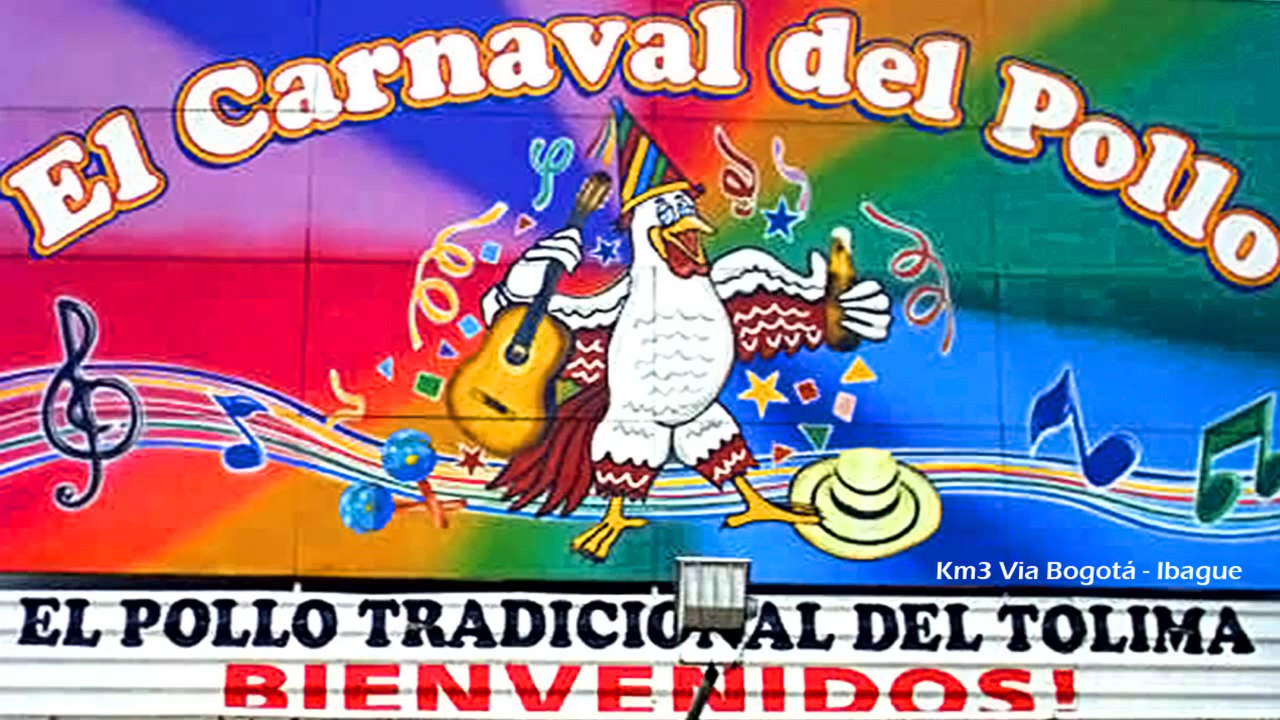 El Carnaval del Pollo
Km3 Via Bogotá - Ibague
EL POLLO TRADICIONAL DEL TOLIMA
BIENVENIDOS!